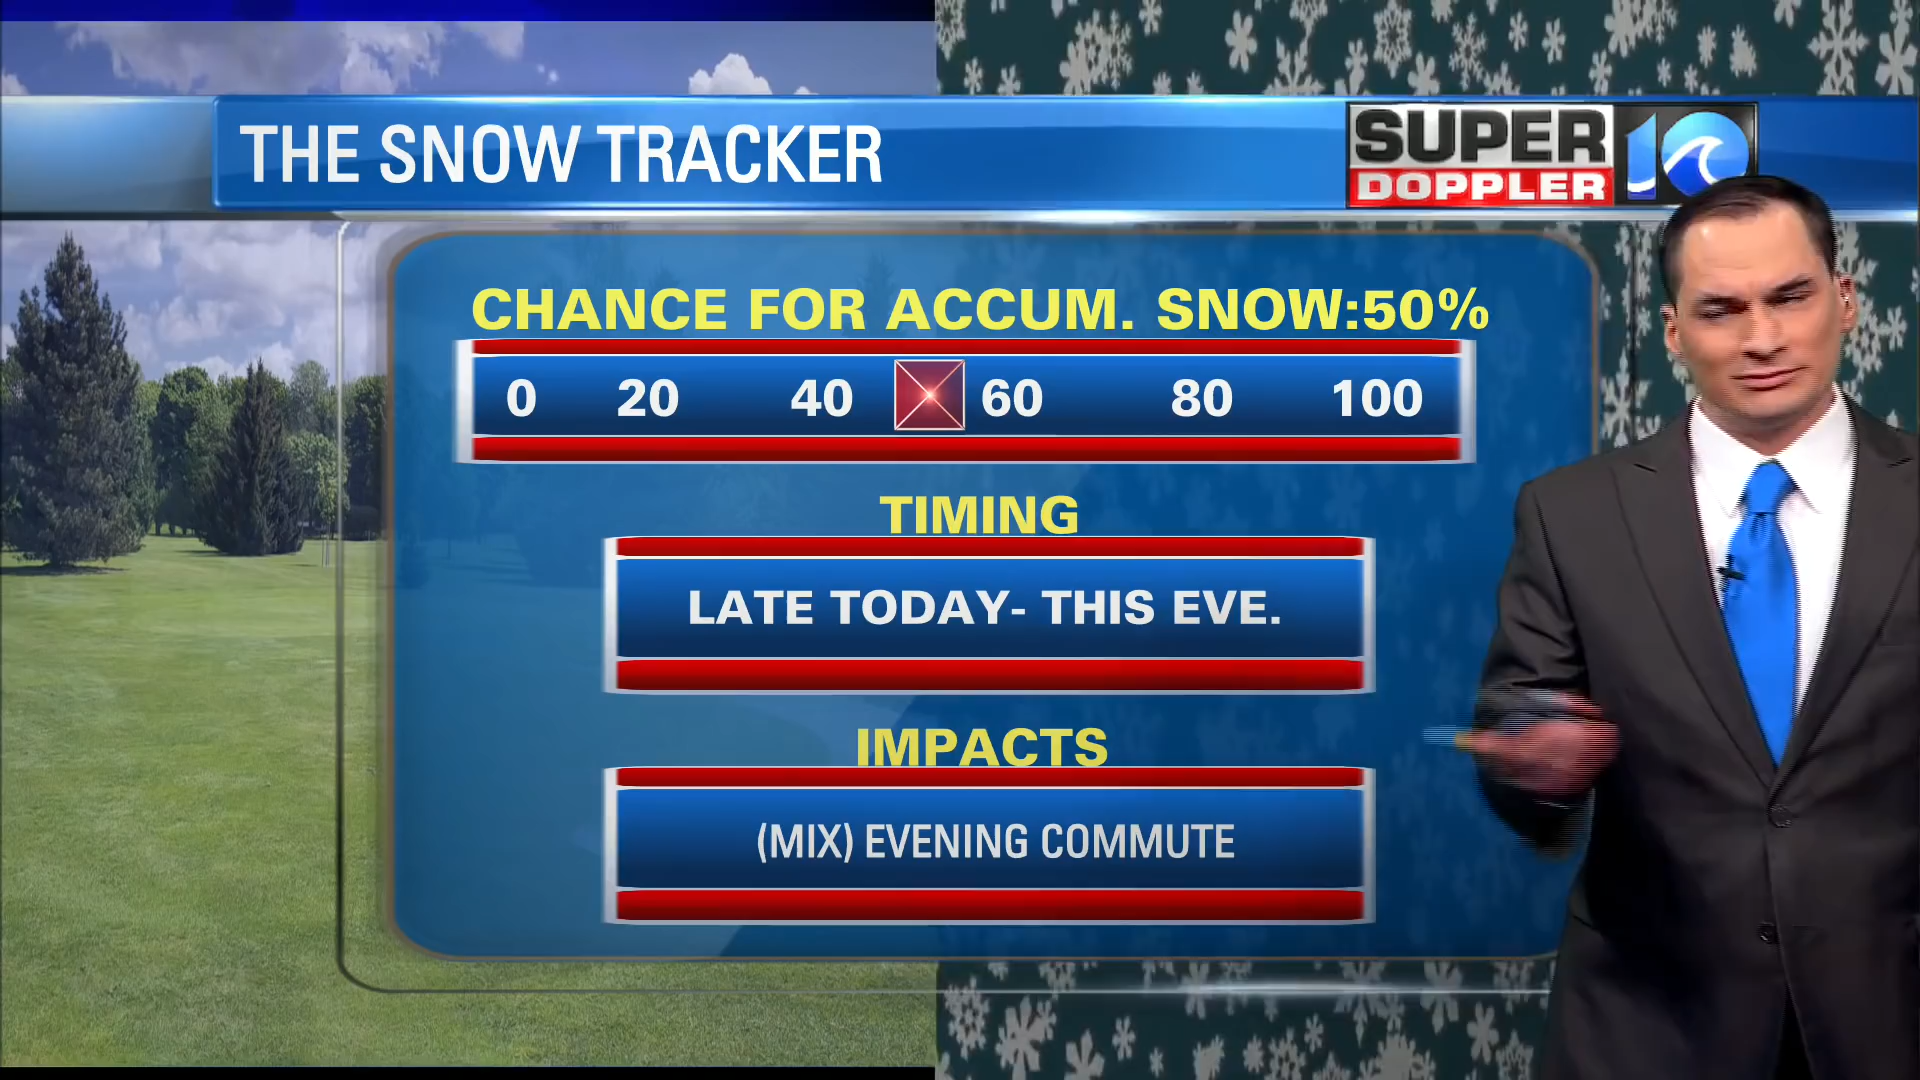 THE SNOW TRACKER
SUPER
DOPPLER
10
CHANCE FOR ACCUM. SNOW:50%
0 20 40 60 80 100
TIMING
LATE TODAY- THIS EVE.
IMPACTS
(MIX) EVENING COMMUTE